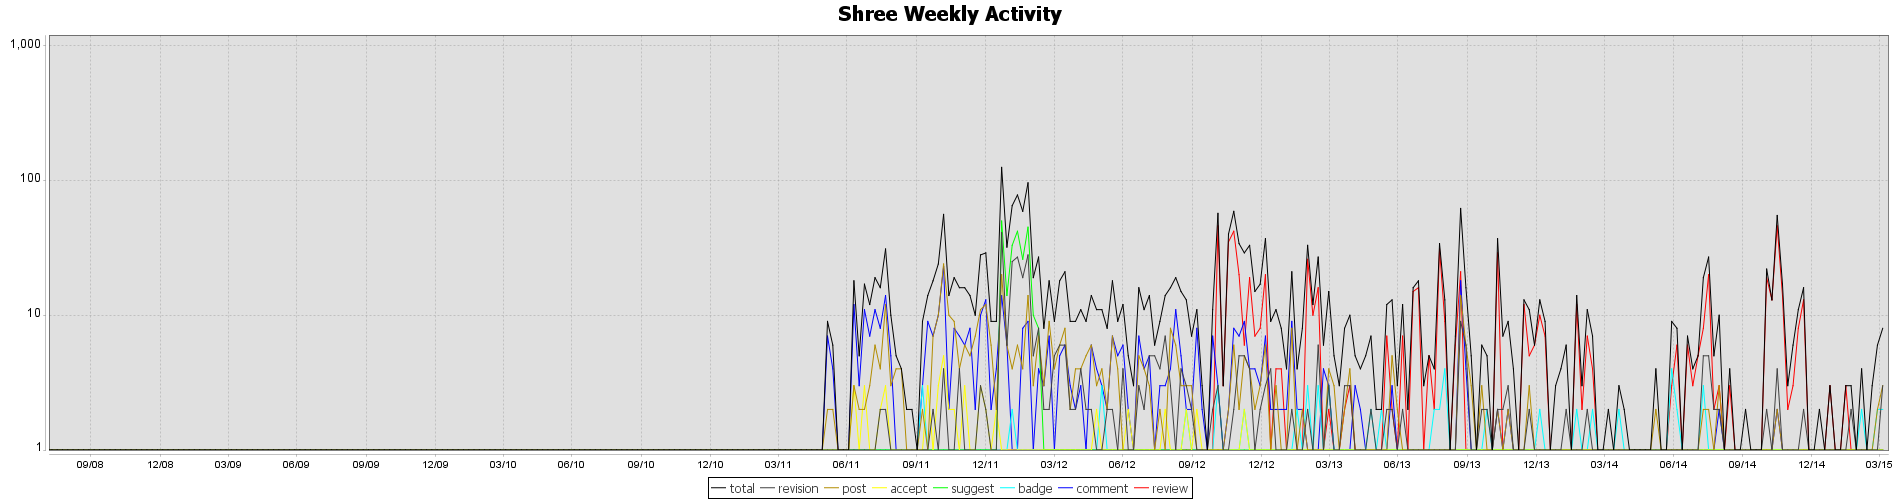 Shree Weekly Activity
1,000
100
10
1
09/08 12/08 03/09 06/09 09/09 12/09 03/10 06/10 09/10 12/10 03/11 06/11 09/11 12/11 03/12 06/12 09/12 12/12 03/13 06/13 09/13 12/13 03/14 06/14 09/14 12/14 03/15
total revision post accept suggest badge comment review